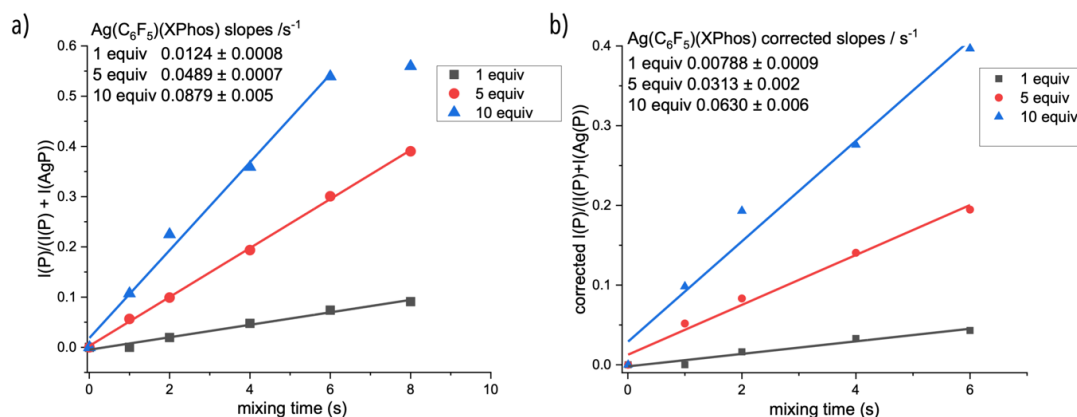 a)
Ag(C₆F₅)(XPhos) slopes /s⁻¹
1 equiv 0.0124 ± 0.0008
5 equiv 0.0489 ± 0.0007
10 equiv 0.0879 ± 0.005
1 equiv
5 equiv
10 equiv
I(P)/(I(P) + I(AgP))
0.6
0.5
0.4
0.3
0.2
0.1
0.0
0 2 4 6 8 10
mixing time (s)
b)
Ag(C₆F₅)(XPhos) corrected slopes / s⁻¹
1 equiv 0.00788 ± 0.0009
5 equiv 0.0313 ± 0.002
10 equiv 0.0630 ± 0.006
1 equiv
5 equiv
10 equiv
corrected I(P)/(I(P)+I(Ag(P))
0.4
0.3
0.2
0.1
0.0
0 2 4 6
mixing time (s)